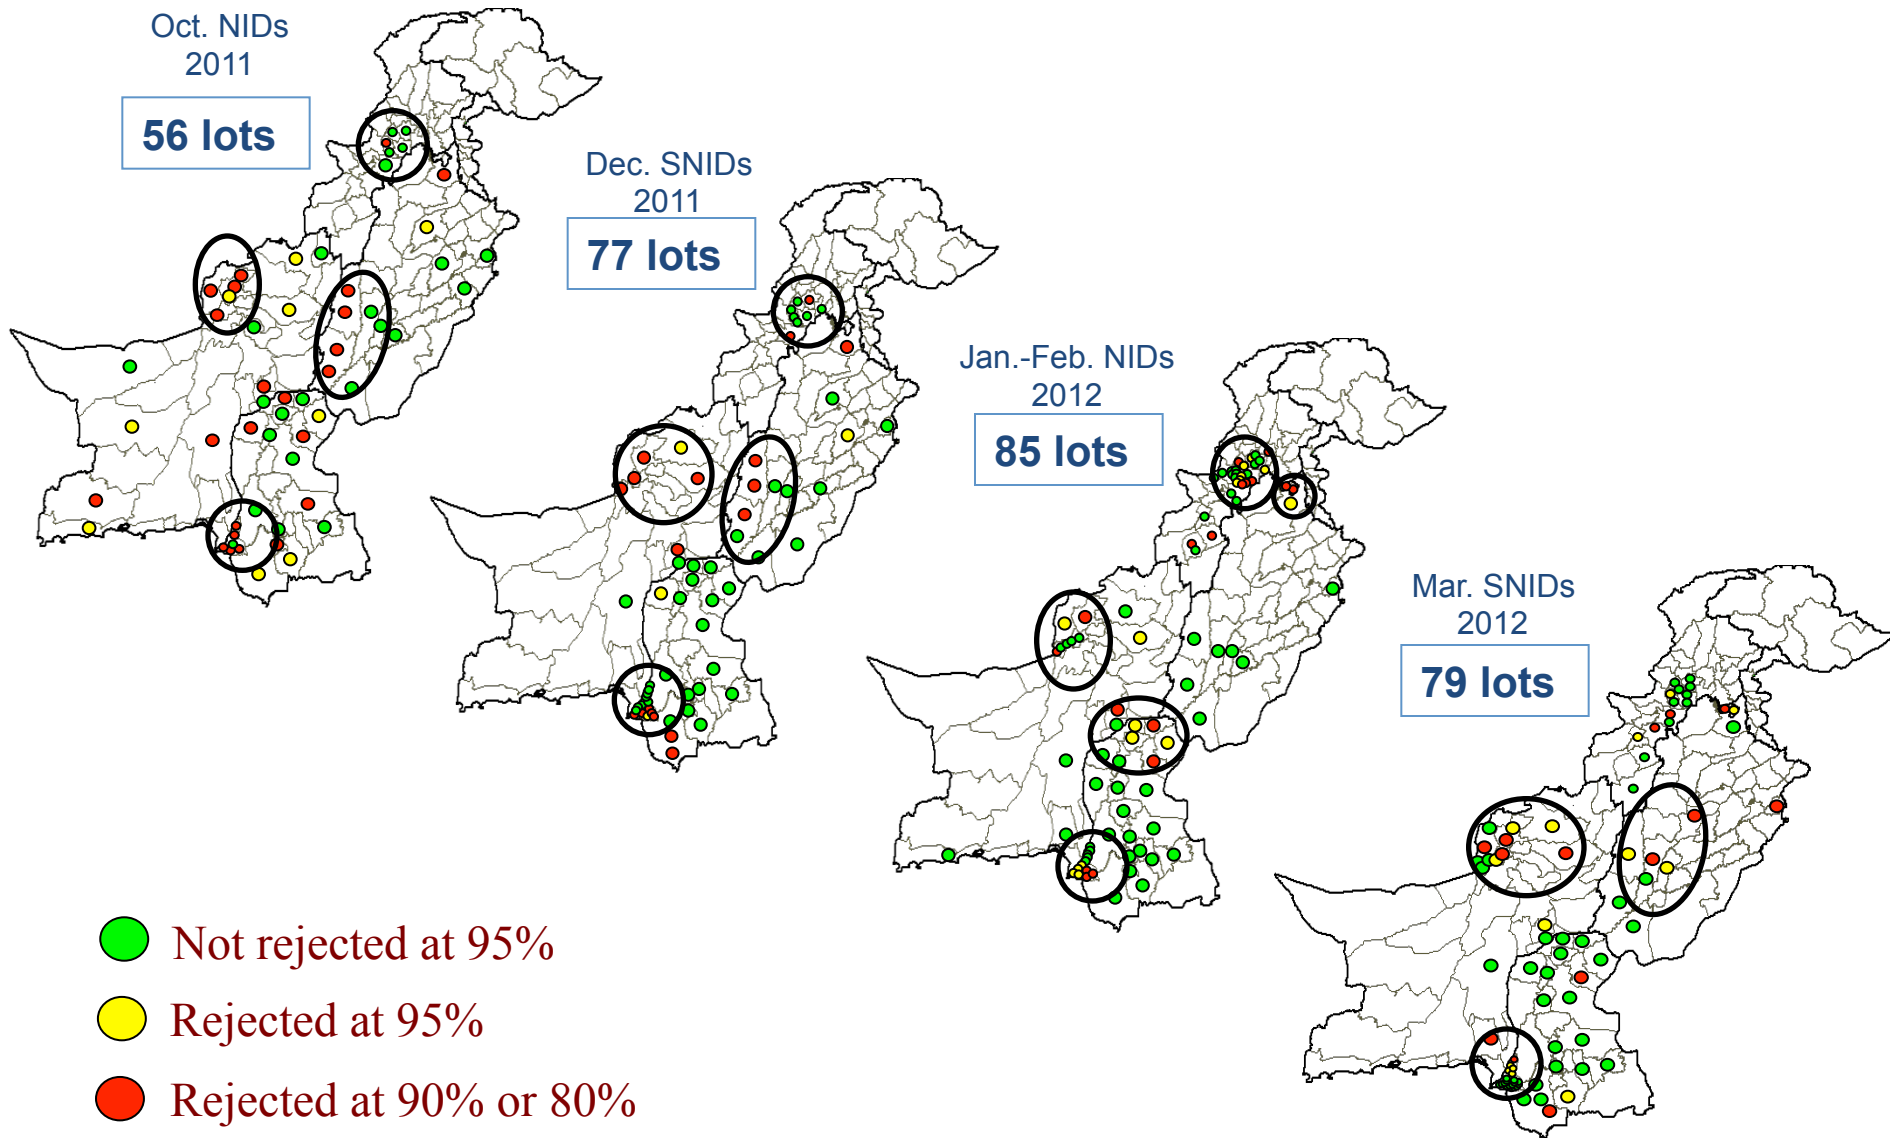 Oct. NIDs
2011
56 lots
Dec. SNIDs
2011
77 lots
Jan.-Feb. NIDs
2012
85 lots
Mar. SNIDs
2012
79 lots
Not rejected at 95%
Rejected at 95%
Rejected at 90% or 80%